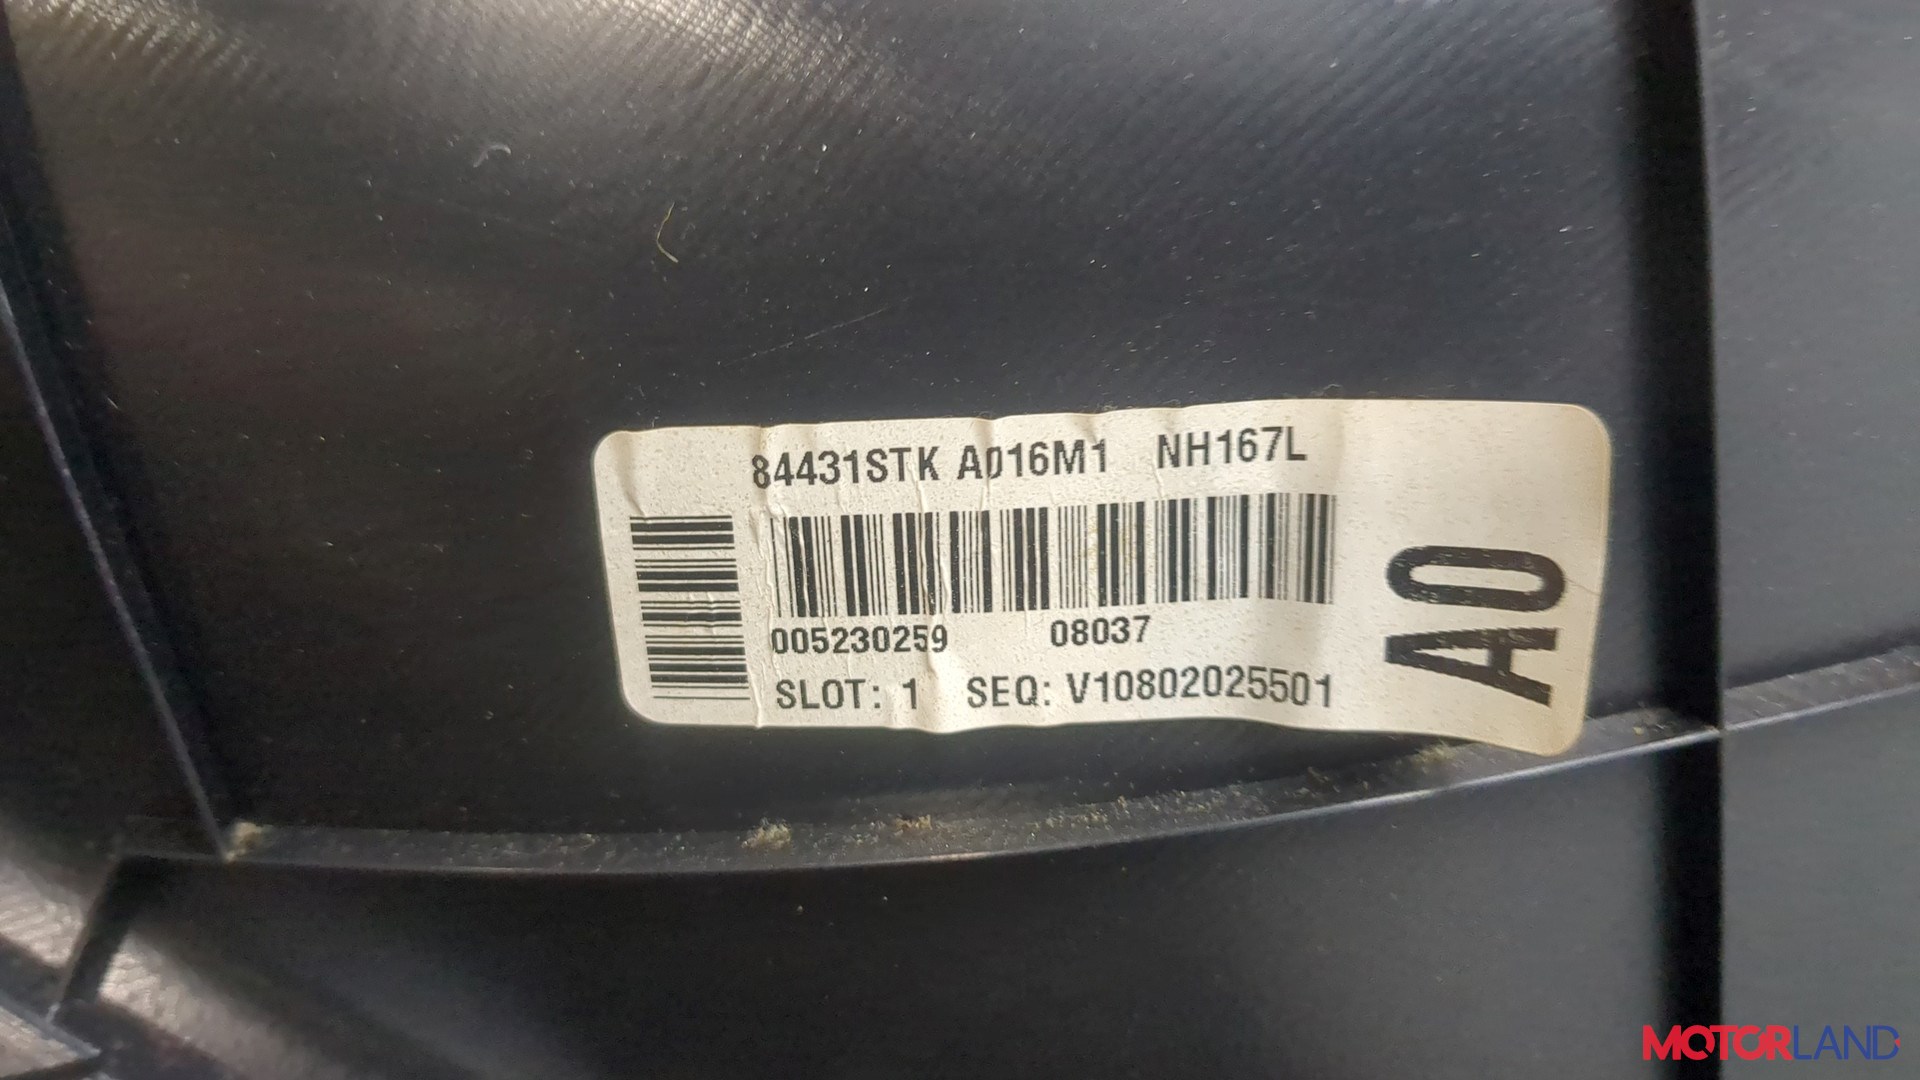 84431STK A016M1 NH167L
005230259 08037
SLOT: 1 SEQ: V10802025501
A0
MOTORLAND